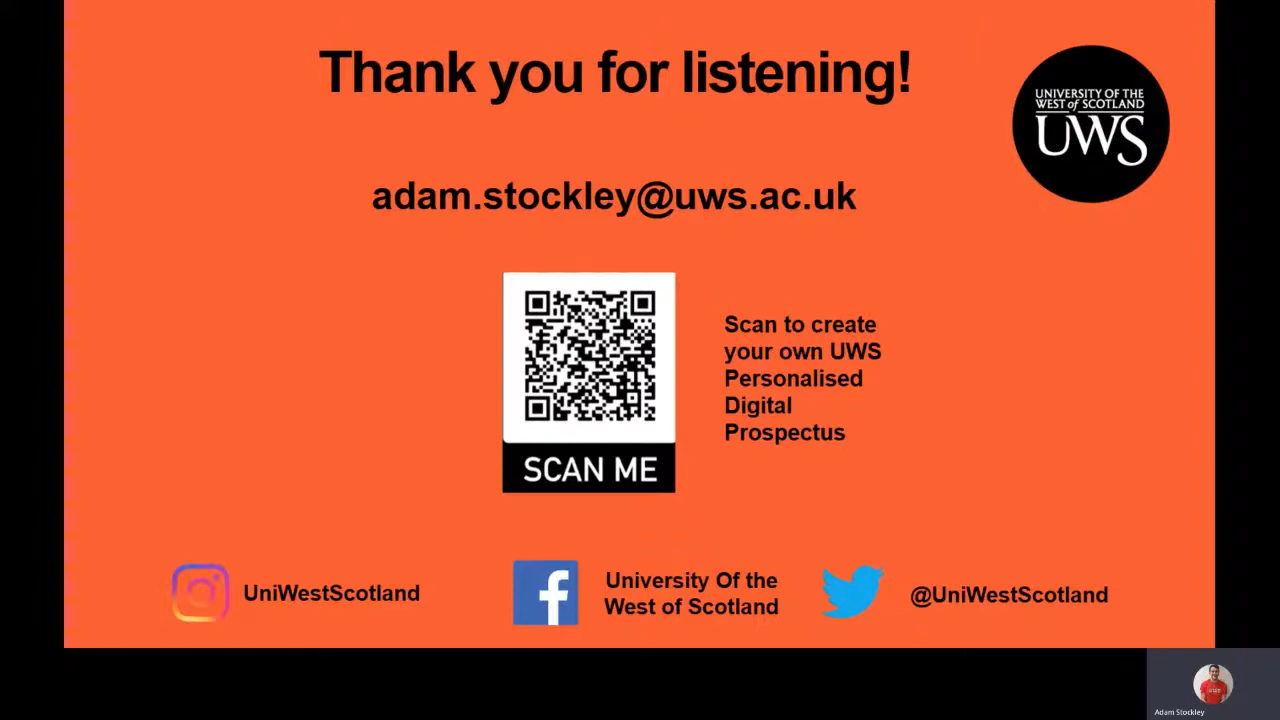 Thank you for listening!
UNIVERSITY OF THE
WEST of SCOTLAND
UWS
adam.stockley@uws.ac.uk
Scan to create
your own UWS
Personalised
Digital
Prospectus
SCAN ME
UniWestScotland
University Of the
West of Scotland
@UniWestScotland
Adam Stockley